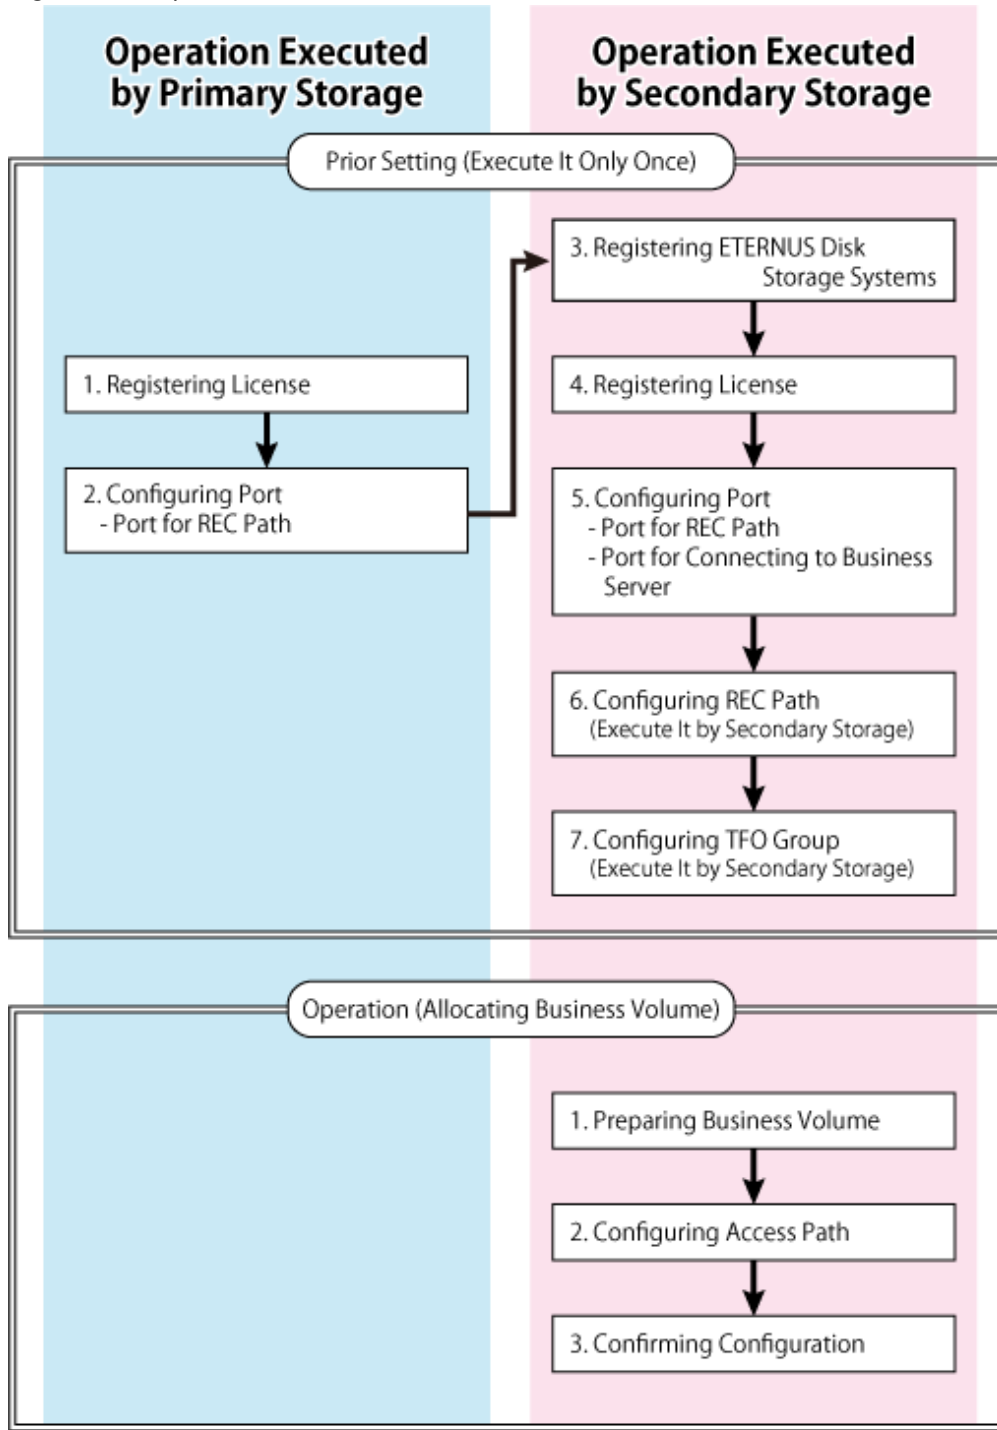 Operation Executed
by Primary Storage
Operation Executed
by Secondary Storage
Prior Setting (Execute It Only Once)
3. Registering ETERNUS Disk
Storage Systems
1. Registering License
4. Registering License
2. Configuring Port
- Port for REC Path
5. Configuring Port
- Port for REC Path
- Port for Connecting to Business
Server
6. Configuring REC Path
(Execute It by Secondary Storage)
7. Configuring TFO Group
(Execute It by Secondary Storage)
Operation (Allocating Business Volume)
1. Preparing Business Volume
2. Configuring Access Path
3. Confirming Configuration